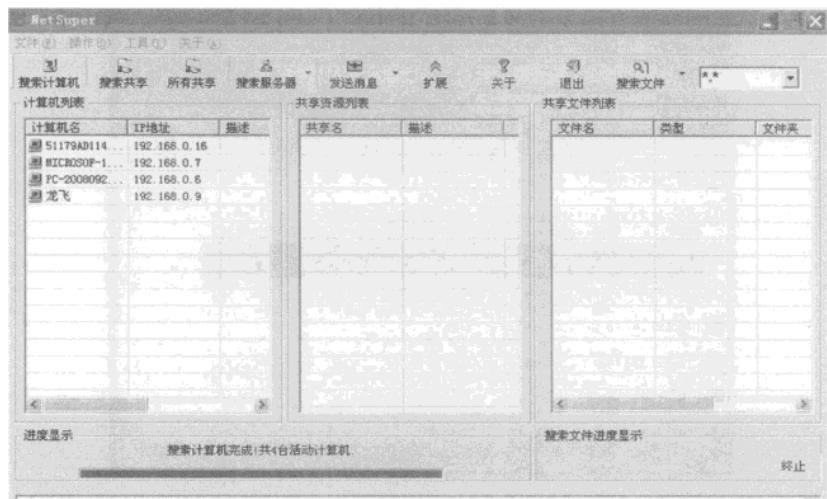 NetSuper
文件(F) 操作(O) 工具(T) 关于(A)
搜索计算机 搜索共享 所有共享 搜索服务器 发送消息 扩展 关于 退出 搜索文件 *.*
计算机列表 共享资源列表 共享文件列表
计算机名 IP地址 描述 共享名 描述 文件名 类型 文件夹
51179AD114... 192.168.0.16
MICROSOF-1... 192.168.0.7
PC-2008092... 192.168.0.6
龙飞 192.168.0.9
进度显示 搜索文件进度显示
搜索计算机完成!共4台活动计算机
终止